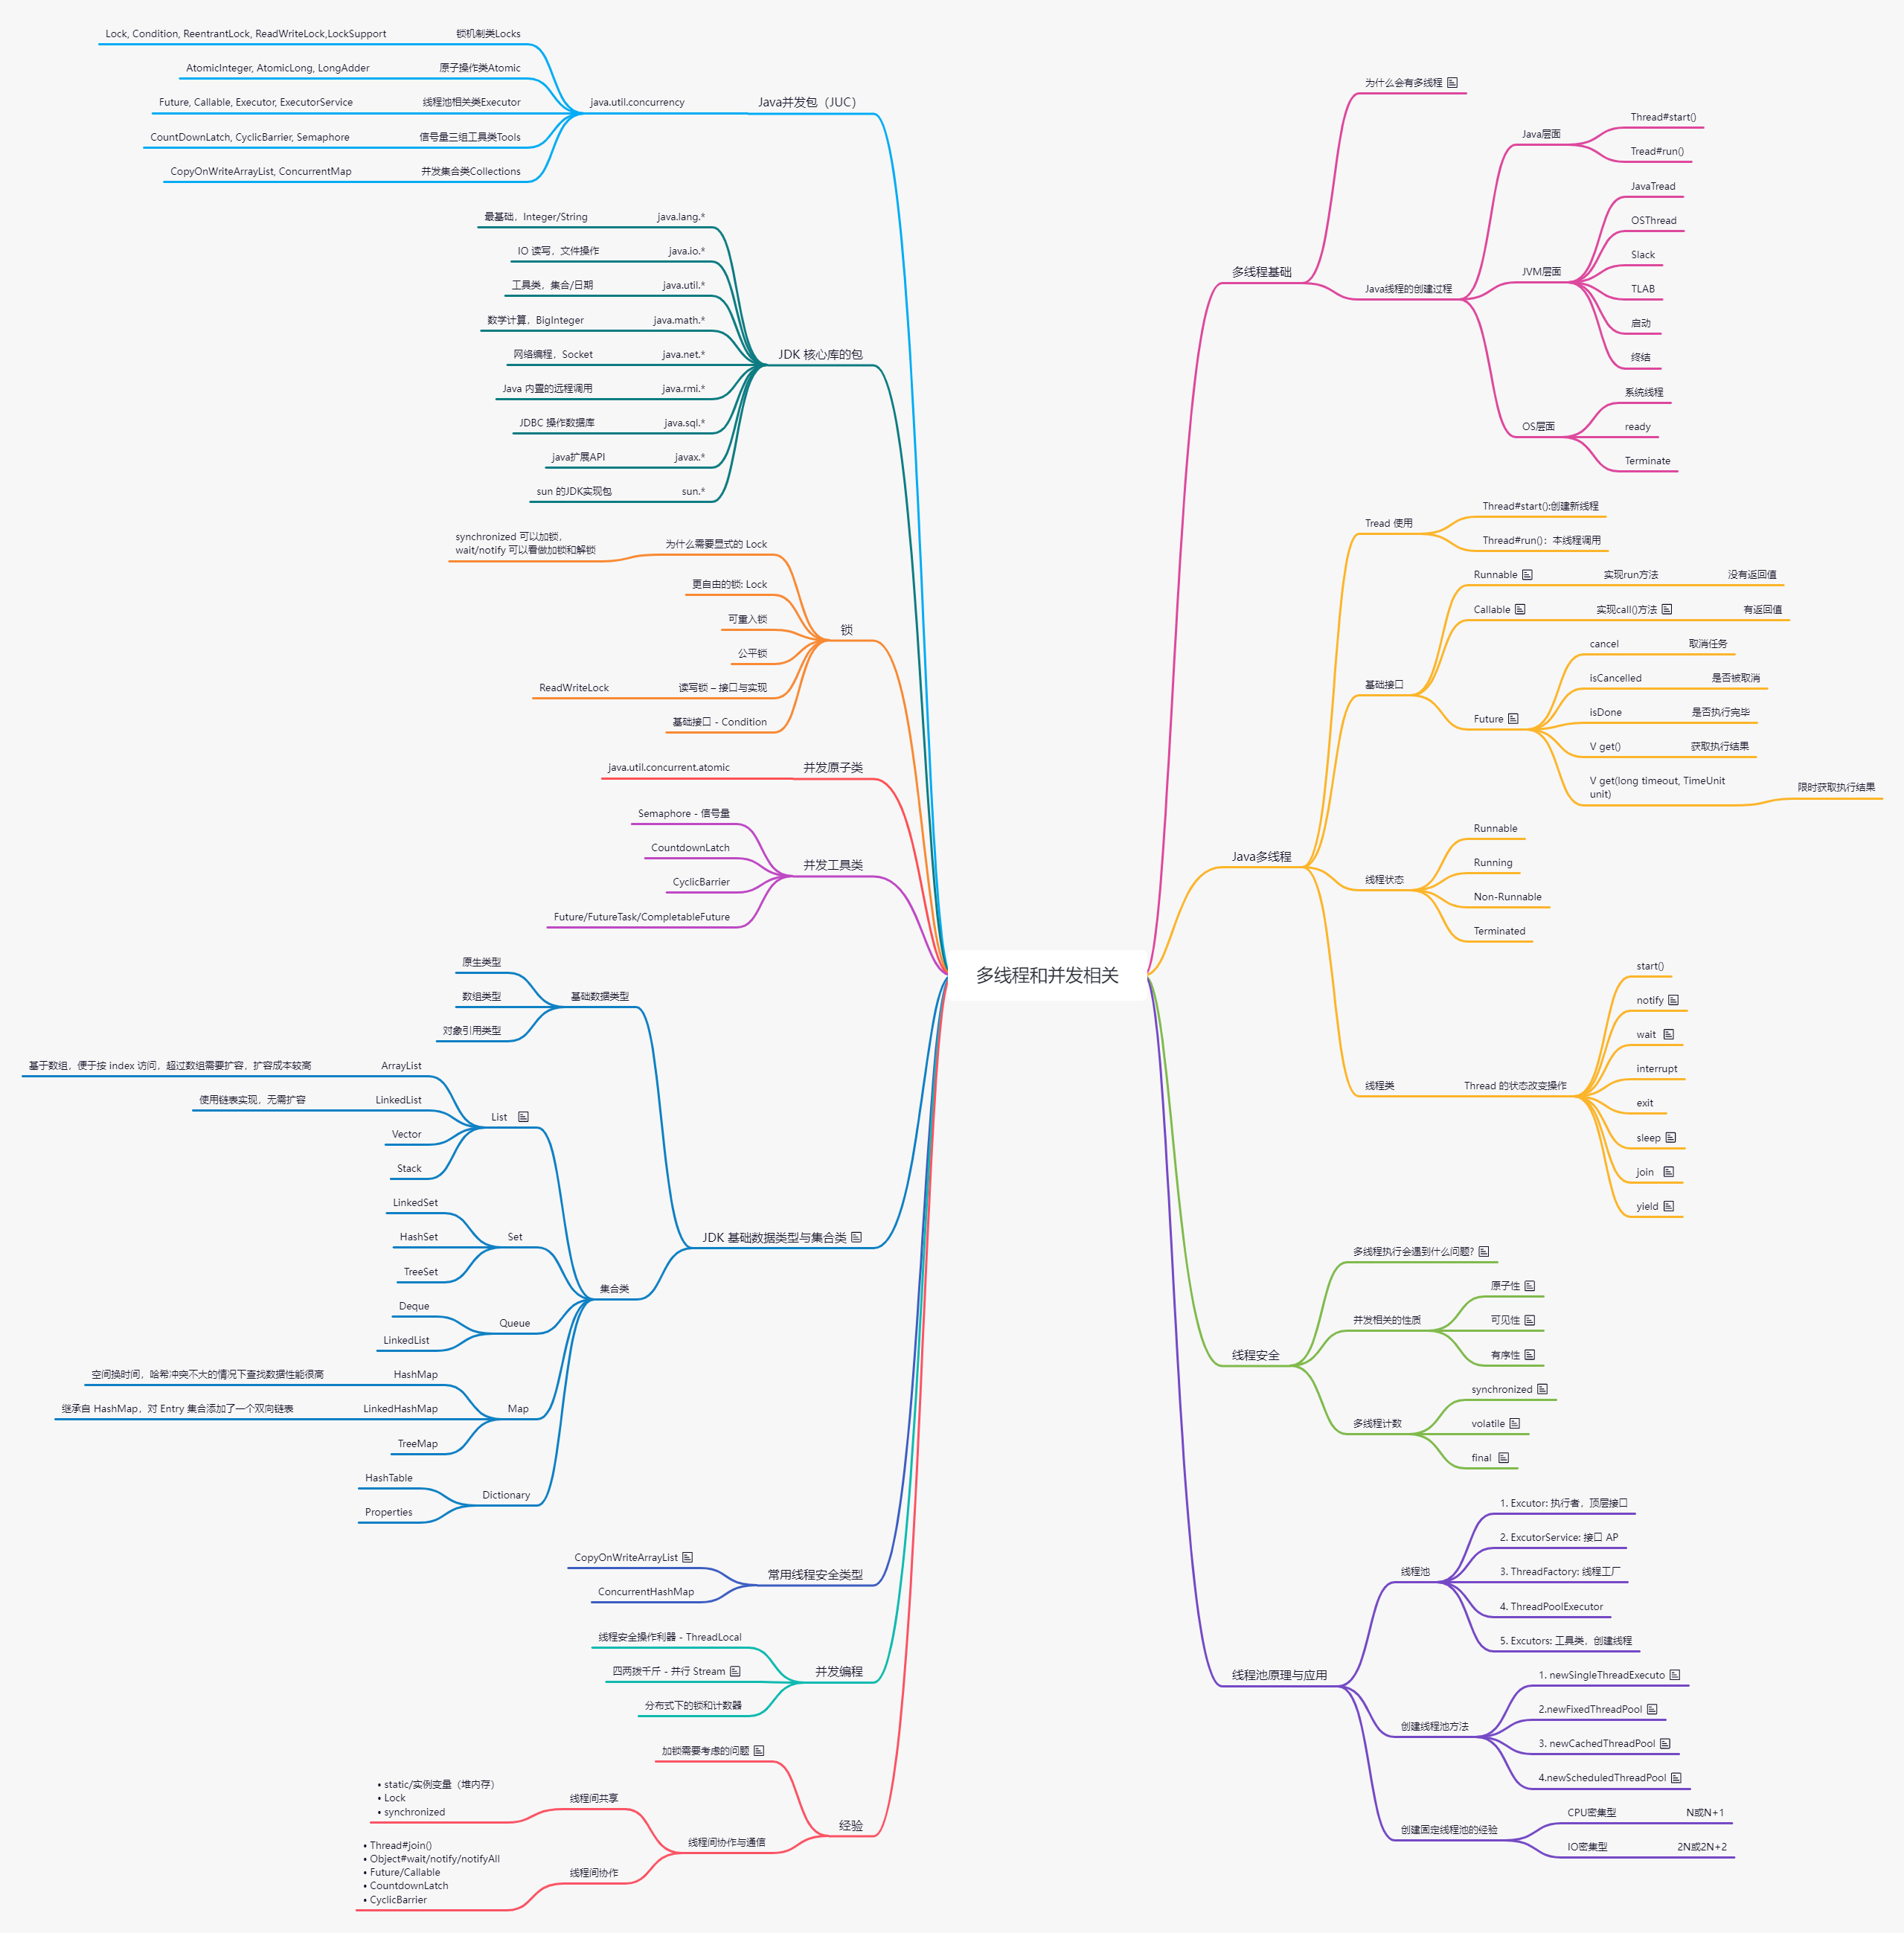 多线程和并发相关
多线程基础
为什么会有多线程
Java线程的创建过程
Java层面
Thread#start()
Tread#run()
JVM层面
JavaTread
OSThread
Slack
TLAB
启动
终结
OS层面
系统线程
ready
Terminate
Java多线程
Tread 使用
Thread#start():创建新线程
Thread#run()：本线程调用
基础接口
Runnable
实现run方法
没有返回值
Callable
实现call()方法
有返回值
Future
cancel
取消任务
isCancelled
是否被取消
isDone
是否执行完毕
V get()
获取执行结果
V get(long timeout, TimeUnit
unit)
限时获取执行结果
线程状态
Runnable
Running
Non-Runnable
Terminated
线程类
Thread 的状态改变操作
start()
notify
wait
interrupt
exit
sleep
join
yield
线程安全
多线程执行会遇到什么问题?
并发相关的性质
原子性
可见性
有序性
多线程计数
synchronized
volatile
final
线程池原理与应用
线程池
1. Excutor: 执行者，顶层接口
2. ExcutorService: 接口 AP
3. ThreadFactory: 线程工厂
4. ThreadPoolExecutor
5. Excutors: 工具类，创建线程
创建线程池方法
1. newSingleThreadExecuto
2.newFixedThreadPool
3. newCachedThreadPool
4.newScheduledThreadPool
创建固定线程池的经验
CPU密集型
N或N+1
IO密集型
2N或2N+2
Java并发包（JUC）
java.util.concurrency
锁机制类Locks
Lock, Condition, ReentrantLock, ReadWriteLock,LockSupport
原子操作类Atomic
AtomicInteger, AtomicLong, LongAdder
线程池相关类Executor
Future, Callable, Executor, ExecutorService
信号量三组工具类Tools
CountDownLatch, CyclicBarrier, Semaphore
并发集合类Collections
CopyOnWriteArrayList, ConcurrentMap
JDK 核心库的包
java.lang.*
最基础，Integer/String
java.io.*
IO 读写，文件操作
java.util.*
工具类，集合/日期
java.math.*
数学计算，BigInteger
java.net.*
网络编程，Socket
java.rmi.*
Java 内置的远程调用
java.sql.*
JDBC 操作数据库
javax.*
java扩展API
sun.*
sun 的JDK实现包
锁
为什么需要显式的 Lock
synchronized 可以加锁，
wait/notify 可以看做加锁和解锁
更自由的锁: Lock
可重入锁
公平锁
读写锁 – 接口与实现
ReadWriteLock
基础接口 - Condition
并发原子类
java.util.concurrent.atomic
并发工具类
Semaphore - 信号量
CountdownLatch
CyclicBarrier
Future/FutureTask/CompletableFuture
JDK 基础数据类型与集合类
基础数据类型
原生类型
数组类型
对象引用类型
集合类
List
ArrayList
基于数组，便于按 index 访问，超过数组需要扩容，扩容成本较高
LinkedList
使用链表实现，无需扩容
Vector
Stack
Set
LinkedSet
HashSet
TreeSet
Queue
Deque
LinkedList
Map
HashMap
空间换时间，哈希冲突不大的情况下查找数据性能很高
LinkedHashMap
继承自 HashMap，对 Entry 集合添加了一个双向链表
TreeMap
Dictionary
HashTable
Properties
常用线程安全类型
CopyOnWriteArrayList
ConcurrentHashMap
并发编程
线程安全操作利器 - ThreadLocal
四两拨千斤 - 并行 Stream
分布式下的锁和计数器
经验
加锁需要考虑的问题
线程间协作与通信
线程间共享
• static/实例变量（堆内存）
• Lock
• synchronized
线程间协作
• Thread#join()
• Object#wait/notify/notifyAll
• Future/Callable
• CountdownLatch
• CyclicBarrier